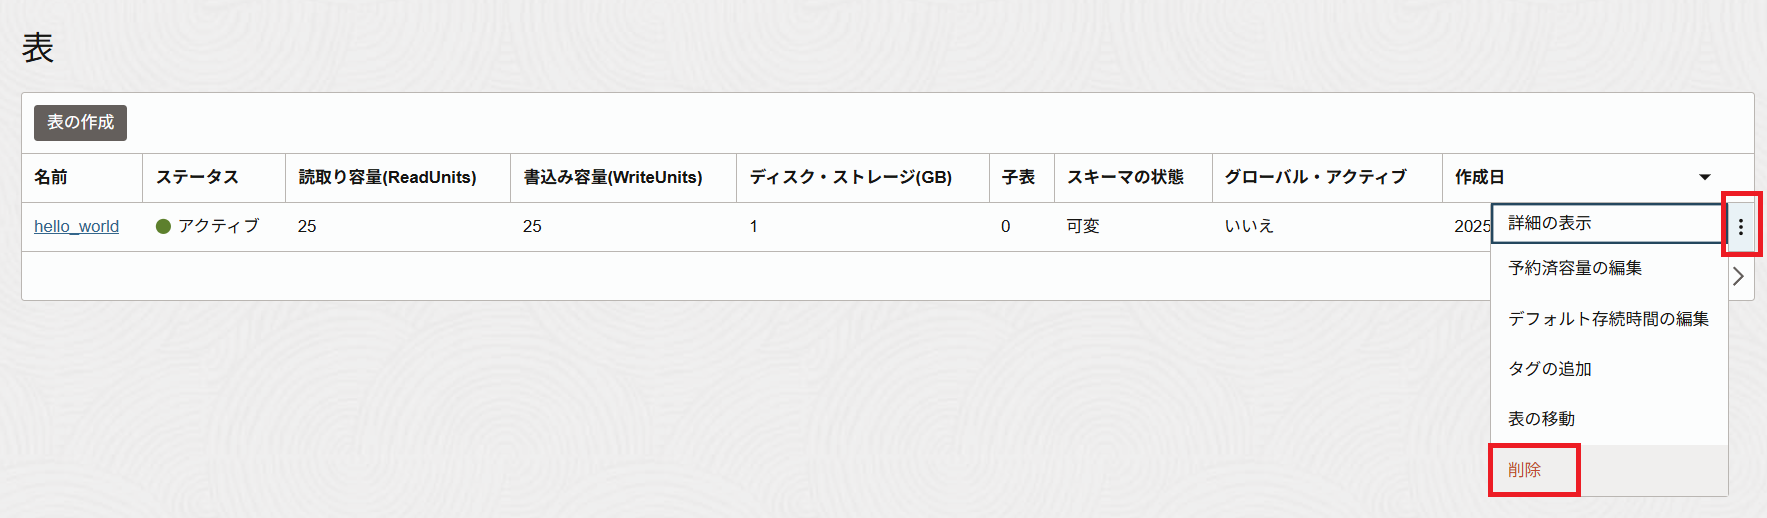 表
表の作成
名前 ステータス 読取り容量(ReadUnits) 書込み容量(WriteUnits) ディスク・ストレージ(GB) 子表 スキーマの状態 グローバル・アクティブ 作成日
hello_world アクティブ 25 25 1 0 可変 いいえ 2025
詳細の表示
予約済容量の編集
デフォルト存続時間の編集
タグの追加
表の移動
削除